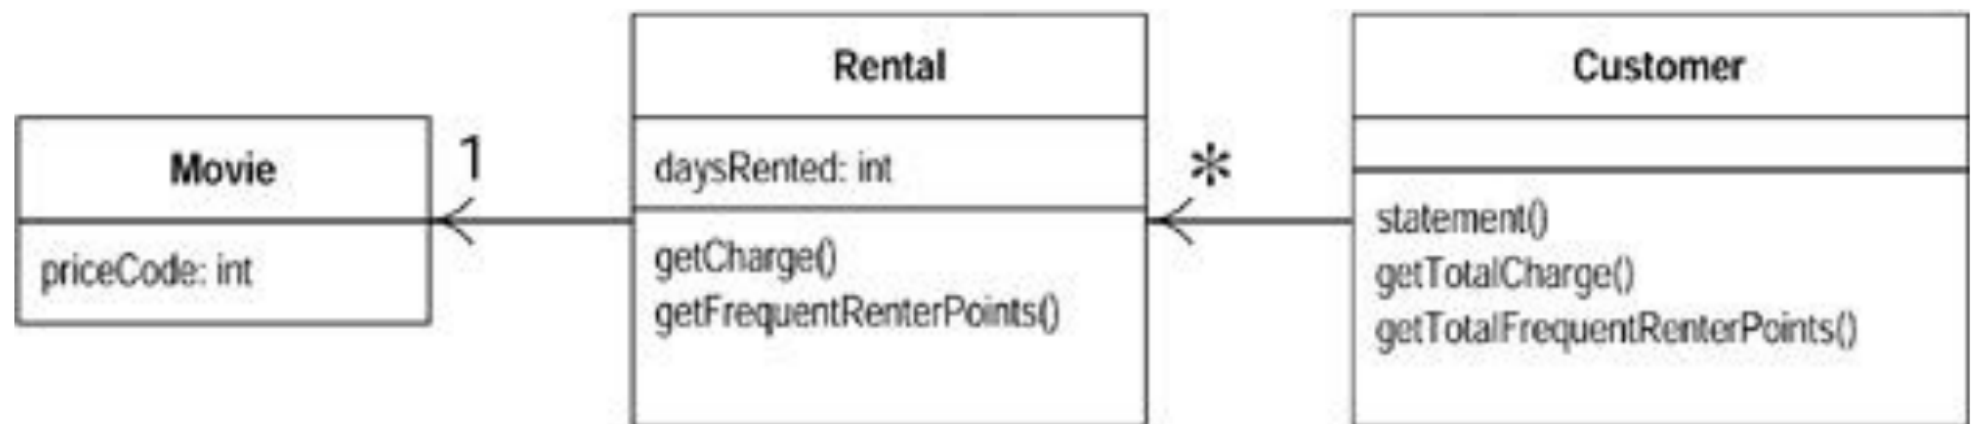 Movie
priceCode: int
1
Rental
daysRented: int
getCharge()
getFrequentRenterPoints()
*
Customer
statement()
getTotalCharge()
getTotalFrequentRenterPoints()